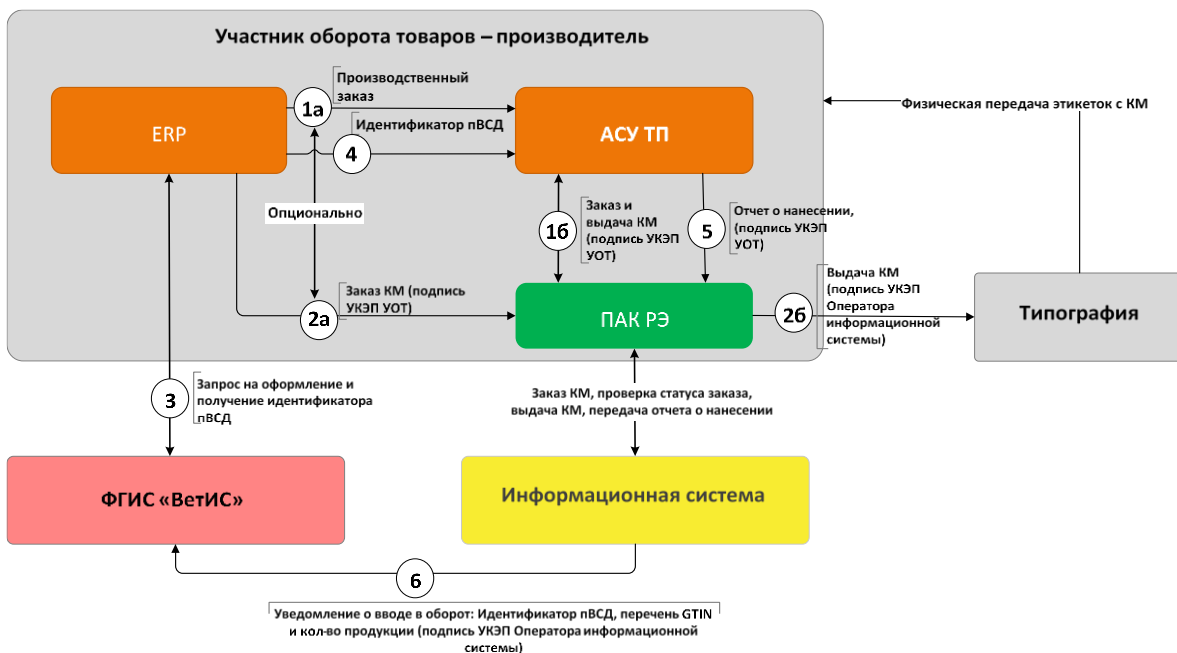 Участник оборота товаров – производитель
Производственный
заказ
1а
Физическая передача этикеток с КМ
ERP
Идентификатор пВСД
АСУ ТП
4
Опционально
Заказ и
выдача КМ
(подпись УКЭП
УОТ)
1б
Отчет о нанесении,
(подпись УКЭП
УОТ)
5
Заказ КМ (подпись
УКЭП УОТ)
2а
ПАК РЭ
Выдача КМ
(подпись УКЭП
Оператора
информационной
системы)
2б
Типография
Запрос на оформление и
получение идентификатора
пВСД
3
Заказ КМ, проверка статуса заказа,
выдача КМ, передача отчета о нанесении
ФГИС «ВетИС»
Информационная система
6
Уведомление о вводе в оборот: Идентификатор пВСД, перечень GTIN
и кол-во продукции (подпись УКЭП Оператора информационной
системы)